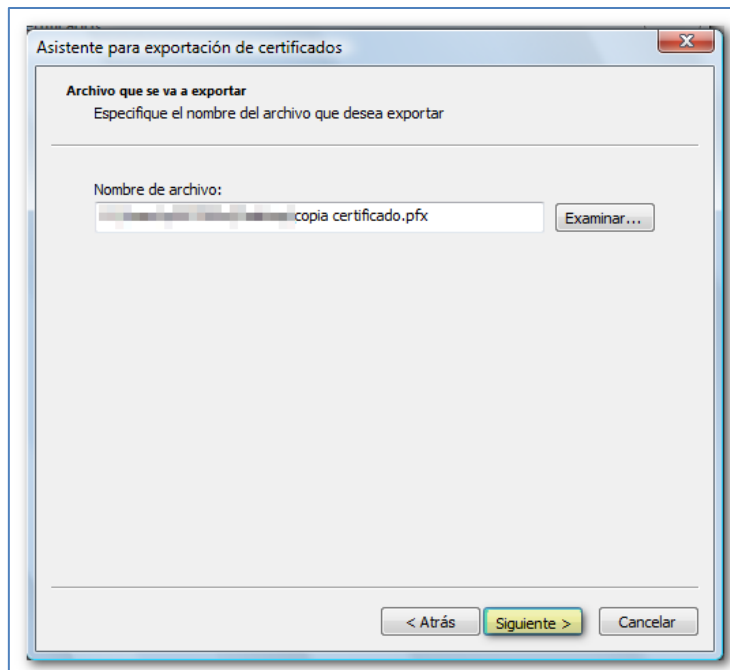 Asistente para exportación de certificados
Archivo que se va a exportar
Especifique el nombre del archivo que desea exportar
Nombre de archivo:
copia certificado.pfx
Examinar...
< Atrás
Siguiente >
Cancelar